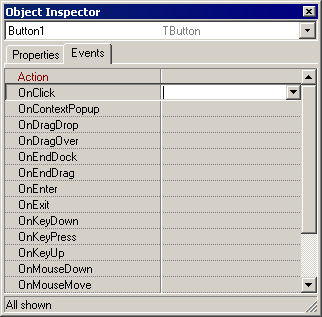 Object Inspector
Button1 TButton
Properties Events
Action
OnClick
OnContextPopup
OnDragDrop
OnDragOver
OnEndDock
OnEndDrag
OnEnter
OnExit
OnKeyDown
OnKeyPress
OnKeyUp
OnMouseDown
OnMouseMove
All shown